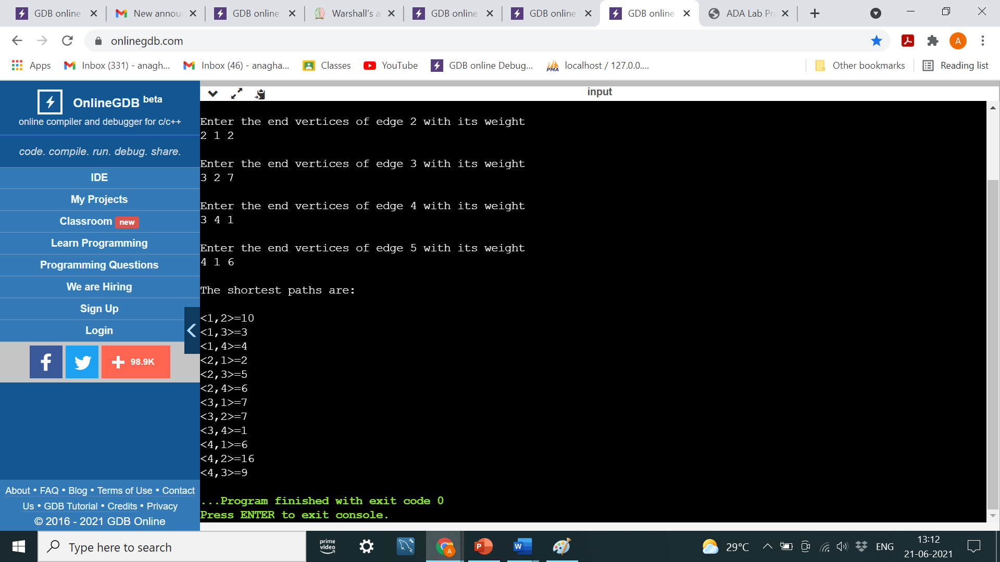 GDB online
New annou
GDB online
Warshall's a
GDB online
GDB online
GDB online
ADA Lab Pr
onlinegdb.com
A
Apps
Inbox (331) - anagh...
Inbox (46) - anagha...
Classes
YouTube
GDB online Debug...
PMA
localhost / 127.0.0....
Other bookmarks
Reading list
OnlineGDB beta
online compiler and debugger for c/c++
code. compile. run. debug. share.
IDE
My Projects
Classroom new
Learn Programming
Programming Questions
We are Hiring
Sign Up
Login
98.9K
About • FAQ • Blog • Terms of Use • Contact
Us • GDB Tutorial • Credits • Privacy
© 2016 - 2021 GDB Online
input
Enter the end vertices of edge 2 with its weight
2 1 2
Enter the end vertices of edge 3 with its weight
3 2 7
Enter the end vertices of edge 4 with its weight
3 4 1
Enter the end vertices of edge 5 with its weight
4 1 6
The shortest paths are:
<1,2>=10
<1,3>=3
<1,4>=4
<2,1>=2
<2,3>=5
<2,4>=6
<3,1>=7
<3,2>=7
<3,4>=1
<4,1>=6
<4,2>=16
<4,3>=9
...Program finished with exit code 0
Press ENTER to exit console.
Type here to search
prime
video
A
P
W
29°C
ENG
13:12
21-06-2021